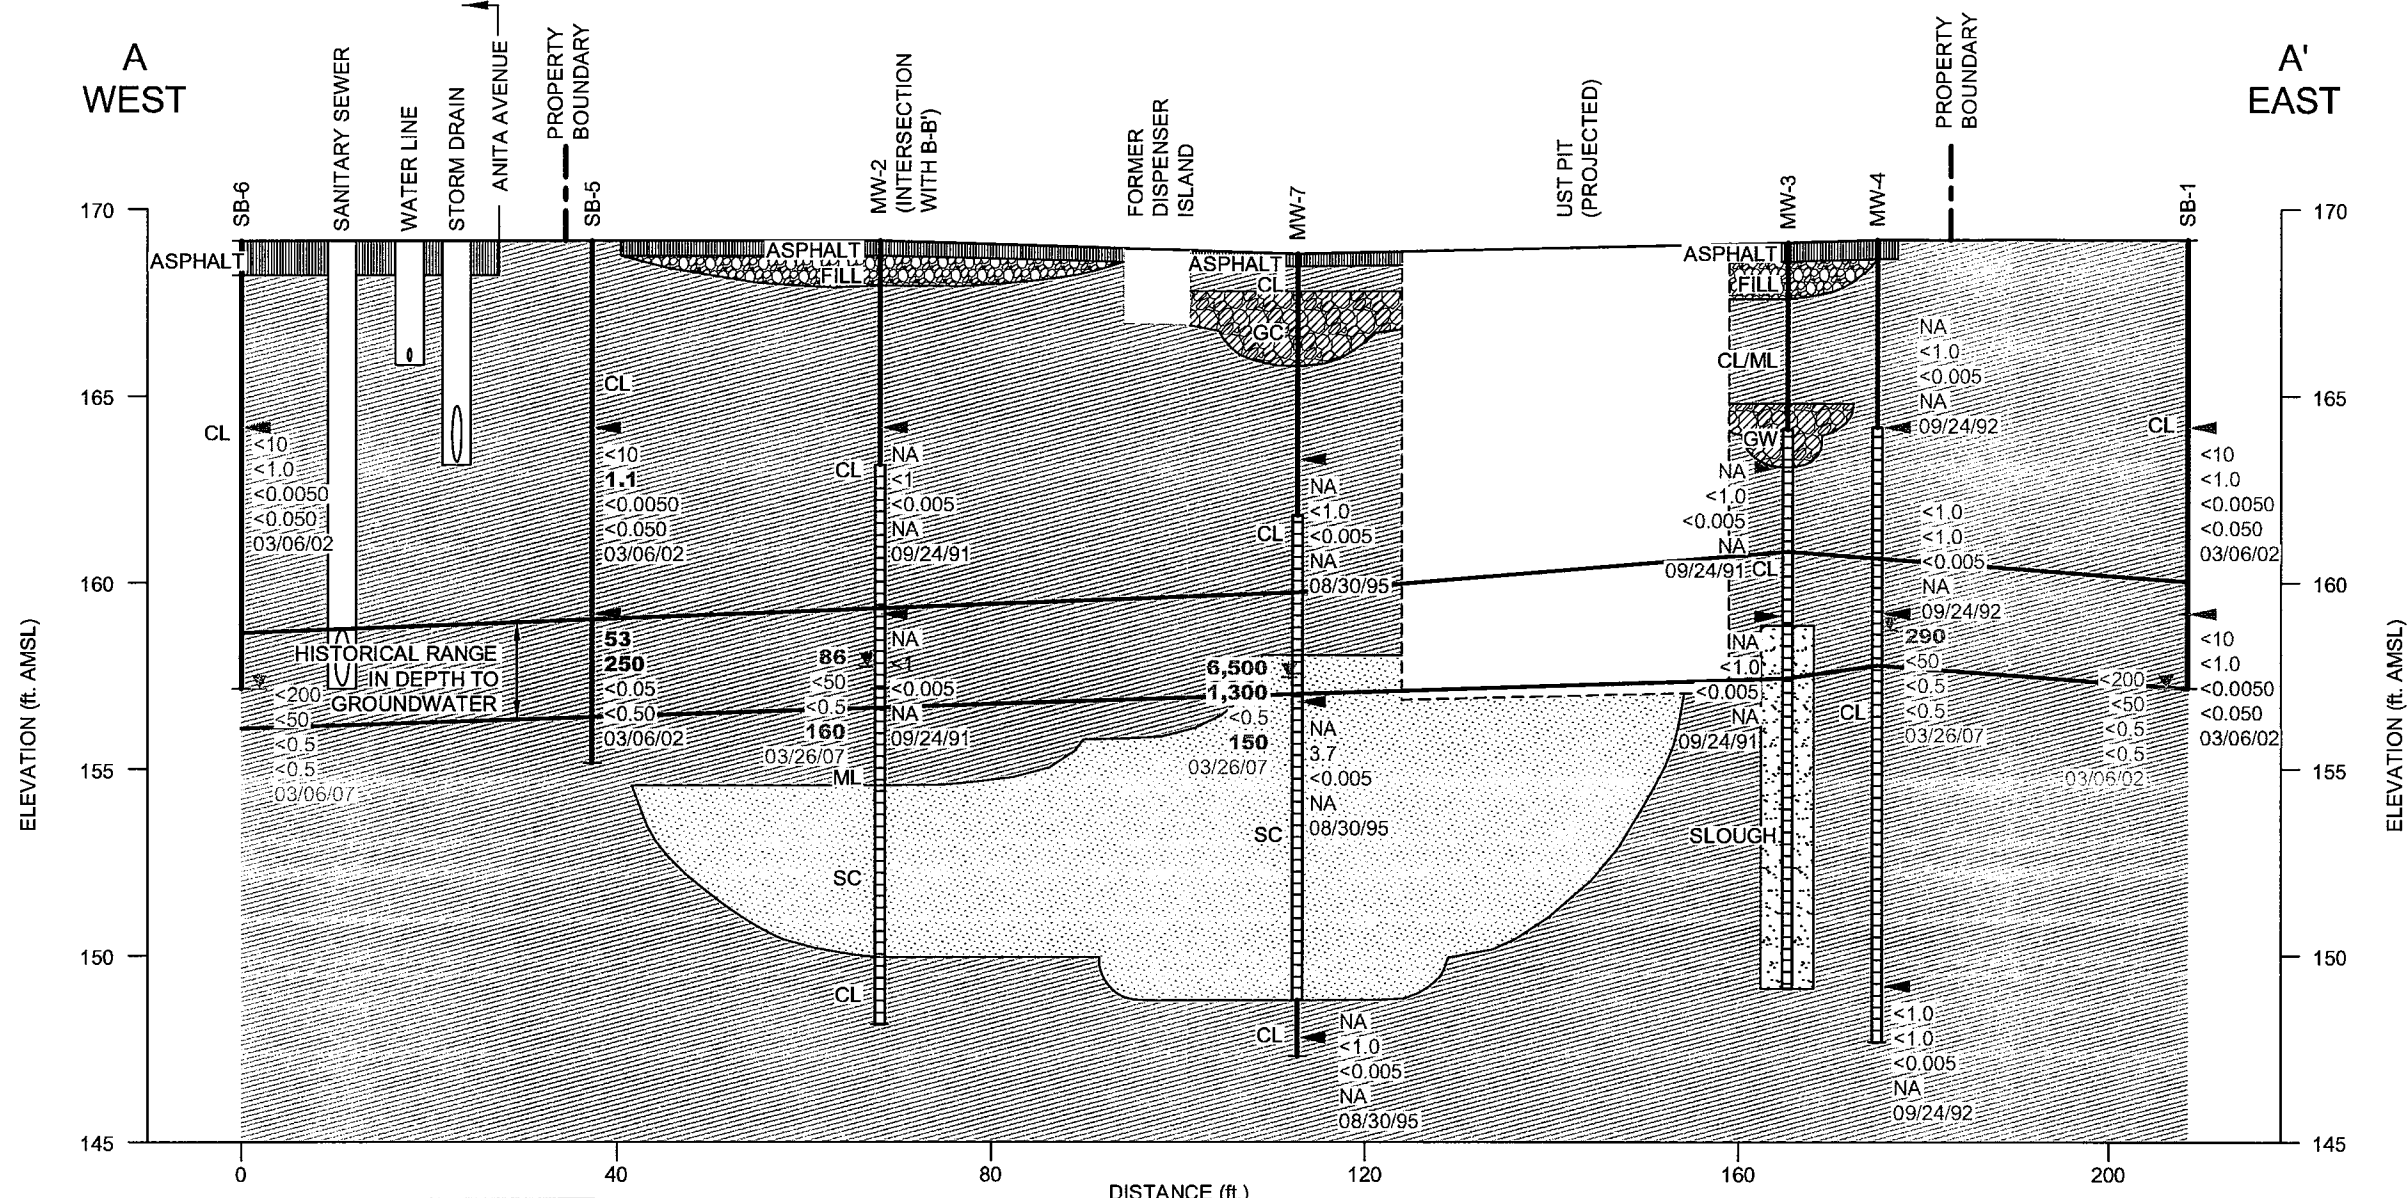 A
WEST
A'
EAST
SB-6
SANITARY SEWER
WATER LINE
STORM DRAIN
ANITA AVENUE
PROPERTY
BOUNDARY
SB-5
MW-2
(INTERSECTION
WITH B-B')
FORMER
DISPENSER
ISLAND
MW-7
UST PIT
(PROJECTED)
MW-3
MW-4
PROPERTY
BOUNDARY
SB-1
ELEVATION (ft. AMSL)
170
165
160
155
150
145
ASPHALT
CL
<10
<1.0
<0.0050
<0.050
03/06/02
HISTORICAL RANGE
IN DEPTH TO
GROUNDWATER
<200
<50
<0.5
<0.5
03/06/07
CL
<10
1.1
<0.0050
<0.050
03/06/02
53
250
<0.05
<0.50
03/06/02
ASPHALT
FILL
CL
NA
<1
<0.005
NA
09/24/91
86
<50
<0.5
160
03/26/07
NA
<1
<0.005
NA
09/24/91
ML
SC
CL
ASPHALT
CL
GC
NA
<1.0
<0.005
NA
08/30/95
CL
6,500
1,300
<0.5
150
03/26/07
NA
3.7
<0.005
NA
08/30/95
SC
CL
NA
<1.0
<0.005
NA
08/30/95
ASPHALT
FILL
CL/ML
GW
NA
<1.0
<0.005
NA
09/24/91
CL
NA
<1.0
<0.005
NA
09/24/91
SLOUGH
NA
<1.0
<0.005
NA
09/24/92
<1.0
<1.0
<0.005
NA
09/24/92
290
<50
<0.5
<0.5
03/26/07
CL
<1.0
<1.0
<0.005
NA
09/24/92
CL
<10
<1.0
<0.0050
<0.050
03/06/02
<10
<1.0
<0.0050
<0.050
03/06/02
<200
<50
<0.5
<0.5
03/06/02
170
165
160
155
150
145
ELEVATION (ft. AMSL)
0
40
80
120
160
200
DISTANCE (ft.)